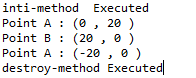 inti-method  Executed
Point A : (0 , 20 )
Point B : (20 , 0 )
Point A : (-20 , 0 )
destroy-method Executed